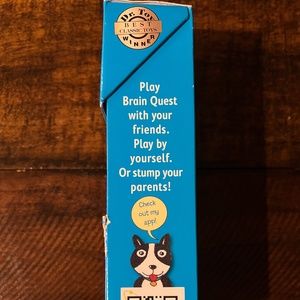 Dr. Toy
BEST
CLASSIC TOYS
WINNER
Play
Brain Quest
with your
friends.
Play by
yourself.
Or stump your
parents!
Check
out my
app!